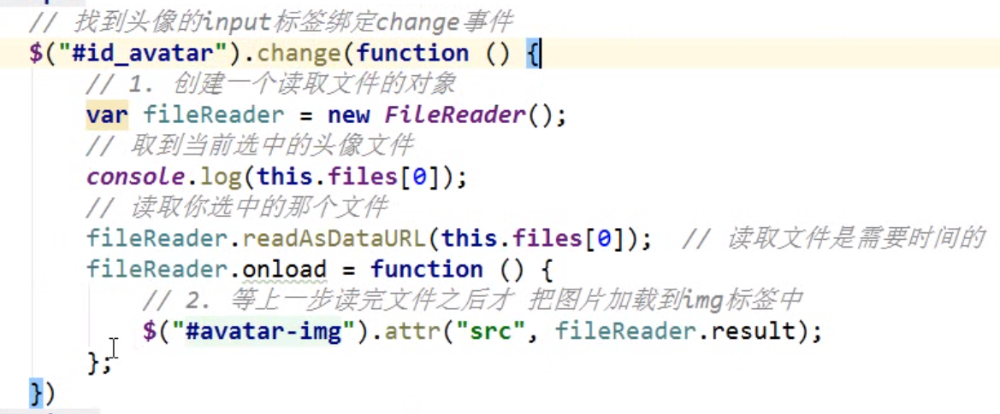 // 找到头像的input标签绑定change事件
$("#id_avatar").change(function () {
// 1. 创建一个读取文件的对象
var fileReader = new FileReader();
// 取到当前选中的头像文件
console.log(this.files[0]);
// 读取你选中的那个文件
fileReader.readAsDataURL(this.files[0]);  // 读取文件是需要时间的
fileReader.onload = function () {
// 2. 等上一步读完文件之后才 把图片加载到img标签中
$("#avatar-img").attr("src", fileReader.result);
};
})